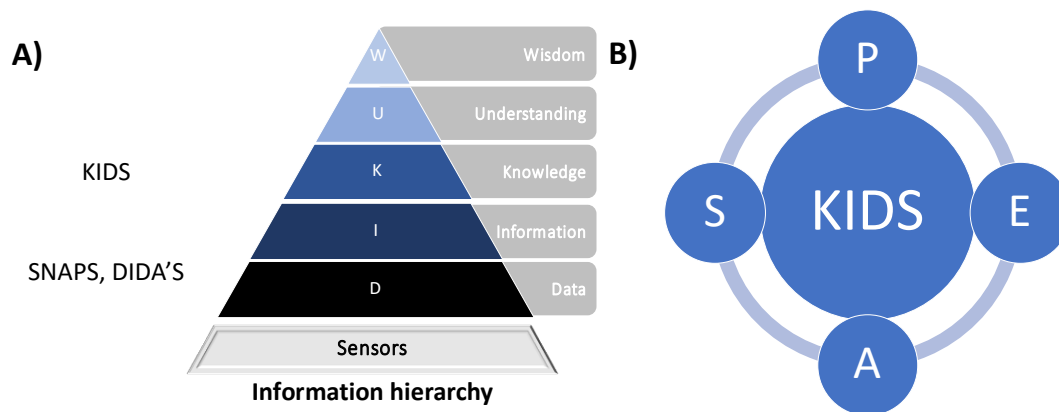 A)
W
Wisdom
U
Understanding
KIDS
K
Knowledge
I
Information
SNAPS, DIDA’S
D
Data
Sensors
Information hierarchy
B)
P
S
KIDS
E
A